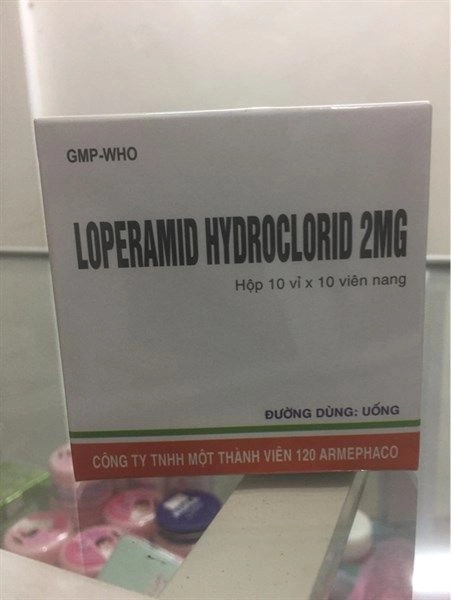 GMP-WHO
LOPERAMID HYDROCLORID 2MG
Hộp 10 vỉ x 10 viên nang
ĐƯỜNG DÙNG: UỐNG
CÔNG TY TNHH MỘT THÀNH VIÊN 120 ARMEPHACO